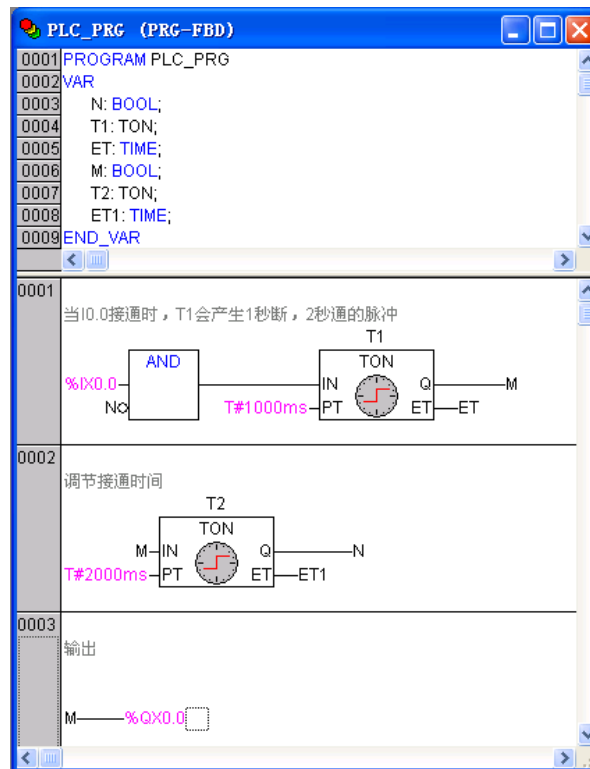 PLC_PRG (PRG-FBD)
0001 PROGRAM PLC_PRG
0002 VAR
0003 N: BOOL;
0004 T1: TON;
0005 ET: TIME;
0006 M: BOOL;
0007 T2: TON;
0008 ET1: TIME;
0009 END_VAR
0001
当I0.0接通时，T1会产生1秒断，2秒通的脉冲
T1
AND TON
%IX0.0 IN Q M
N T#1000ms PT ET ET
0002
调节接通时间
T2
TON
M IN Q N
T#2000ms PT ET ET1
0003
输出
M %QX0.0